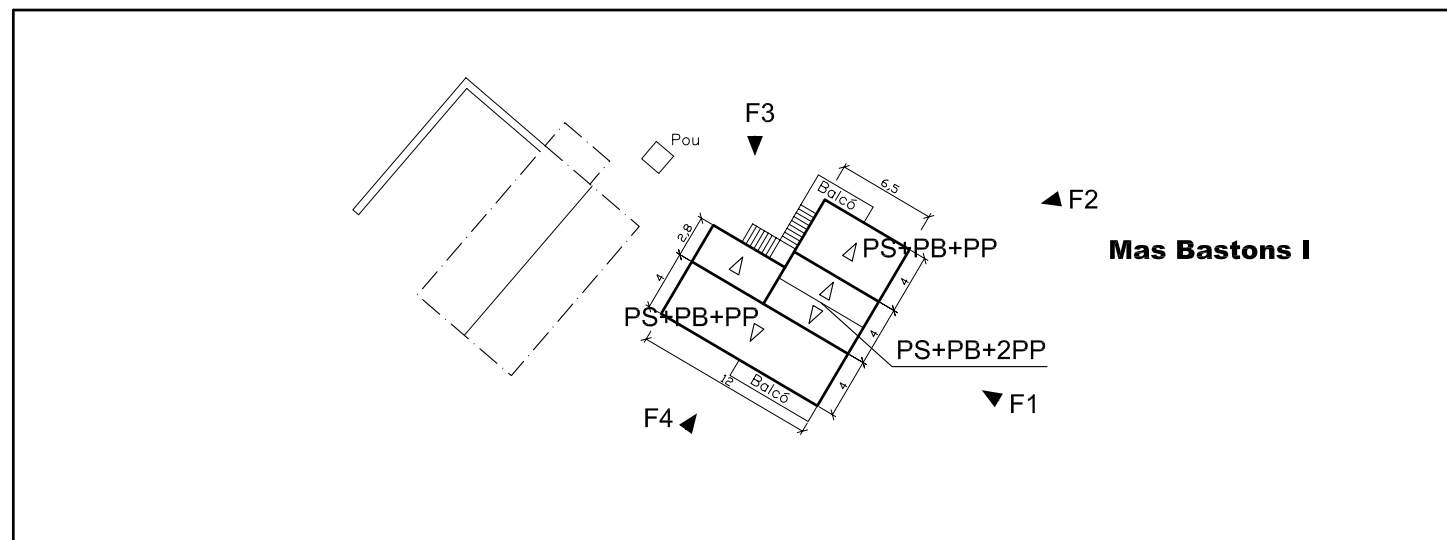 F3
Pou
6,5
Balcó
F2
2,8
PS+PB+PP
Mas Bastons I
4
4
PS+PB+PP
4
PS+PB+2PP
12
Balcó
4
F1
F4